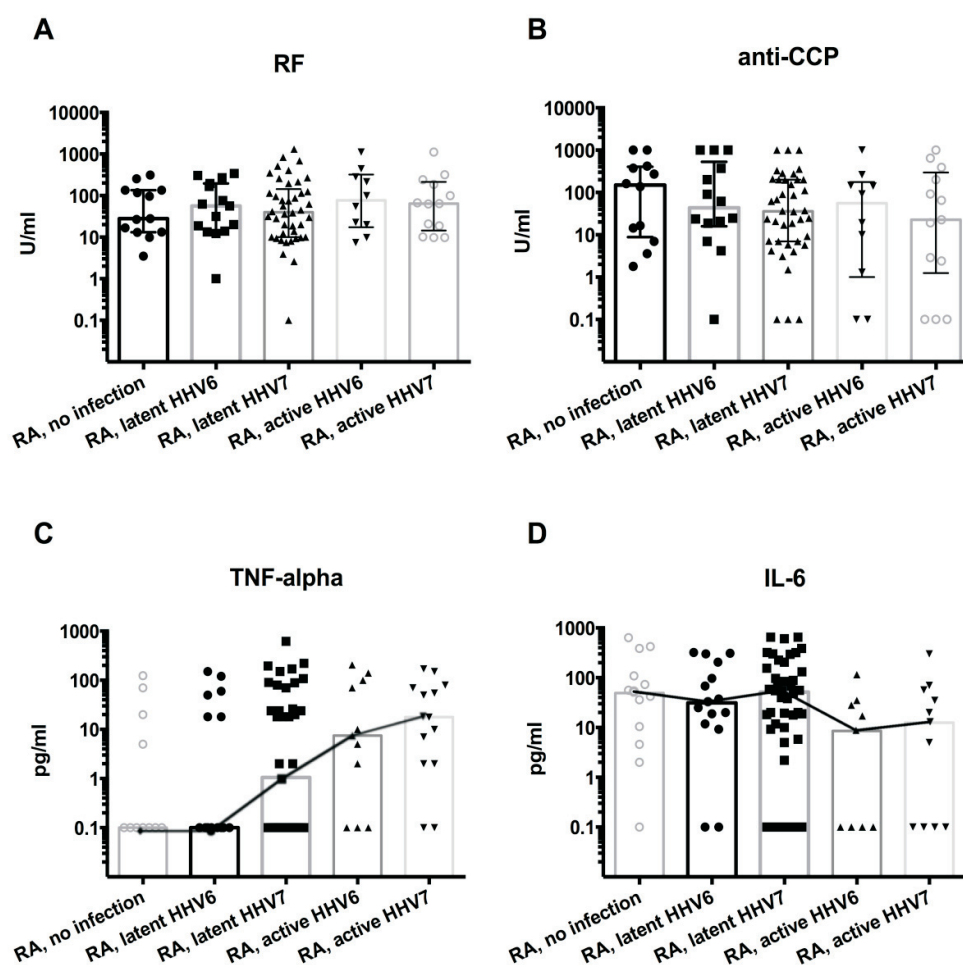 A
RF
U/ml
10000
1000
100
10
1
0.1
RA, no infection
RA, latent HHV6
RA, latent HHV7
RA, active HHV6
RA, active HHV7
B
anti-CCP
U/ml
10000
1000
100
10
1
0.1
RA, no infection
RA, latent HHV6
RA, latent HHV7
RA, active HHV6
RA, active HHV7
C
TNF-alpha
pg/ml
1000
100
10
1
0.1
RA, no infection
RA, latent HHV6
RA, latent HHV7
RA, active HHV6
RA, active HHV7
D
IL-6
pg/ml
1000
100
10
1
0.1
RA, no infection
RA, latent HHV6
RA, latent HHV7
RA, active HHV6
RA, active HHV7